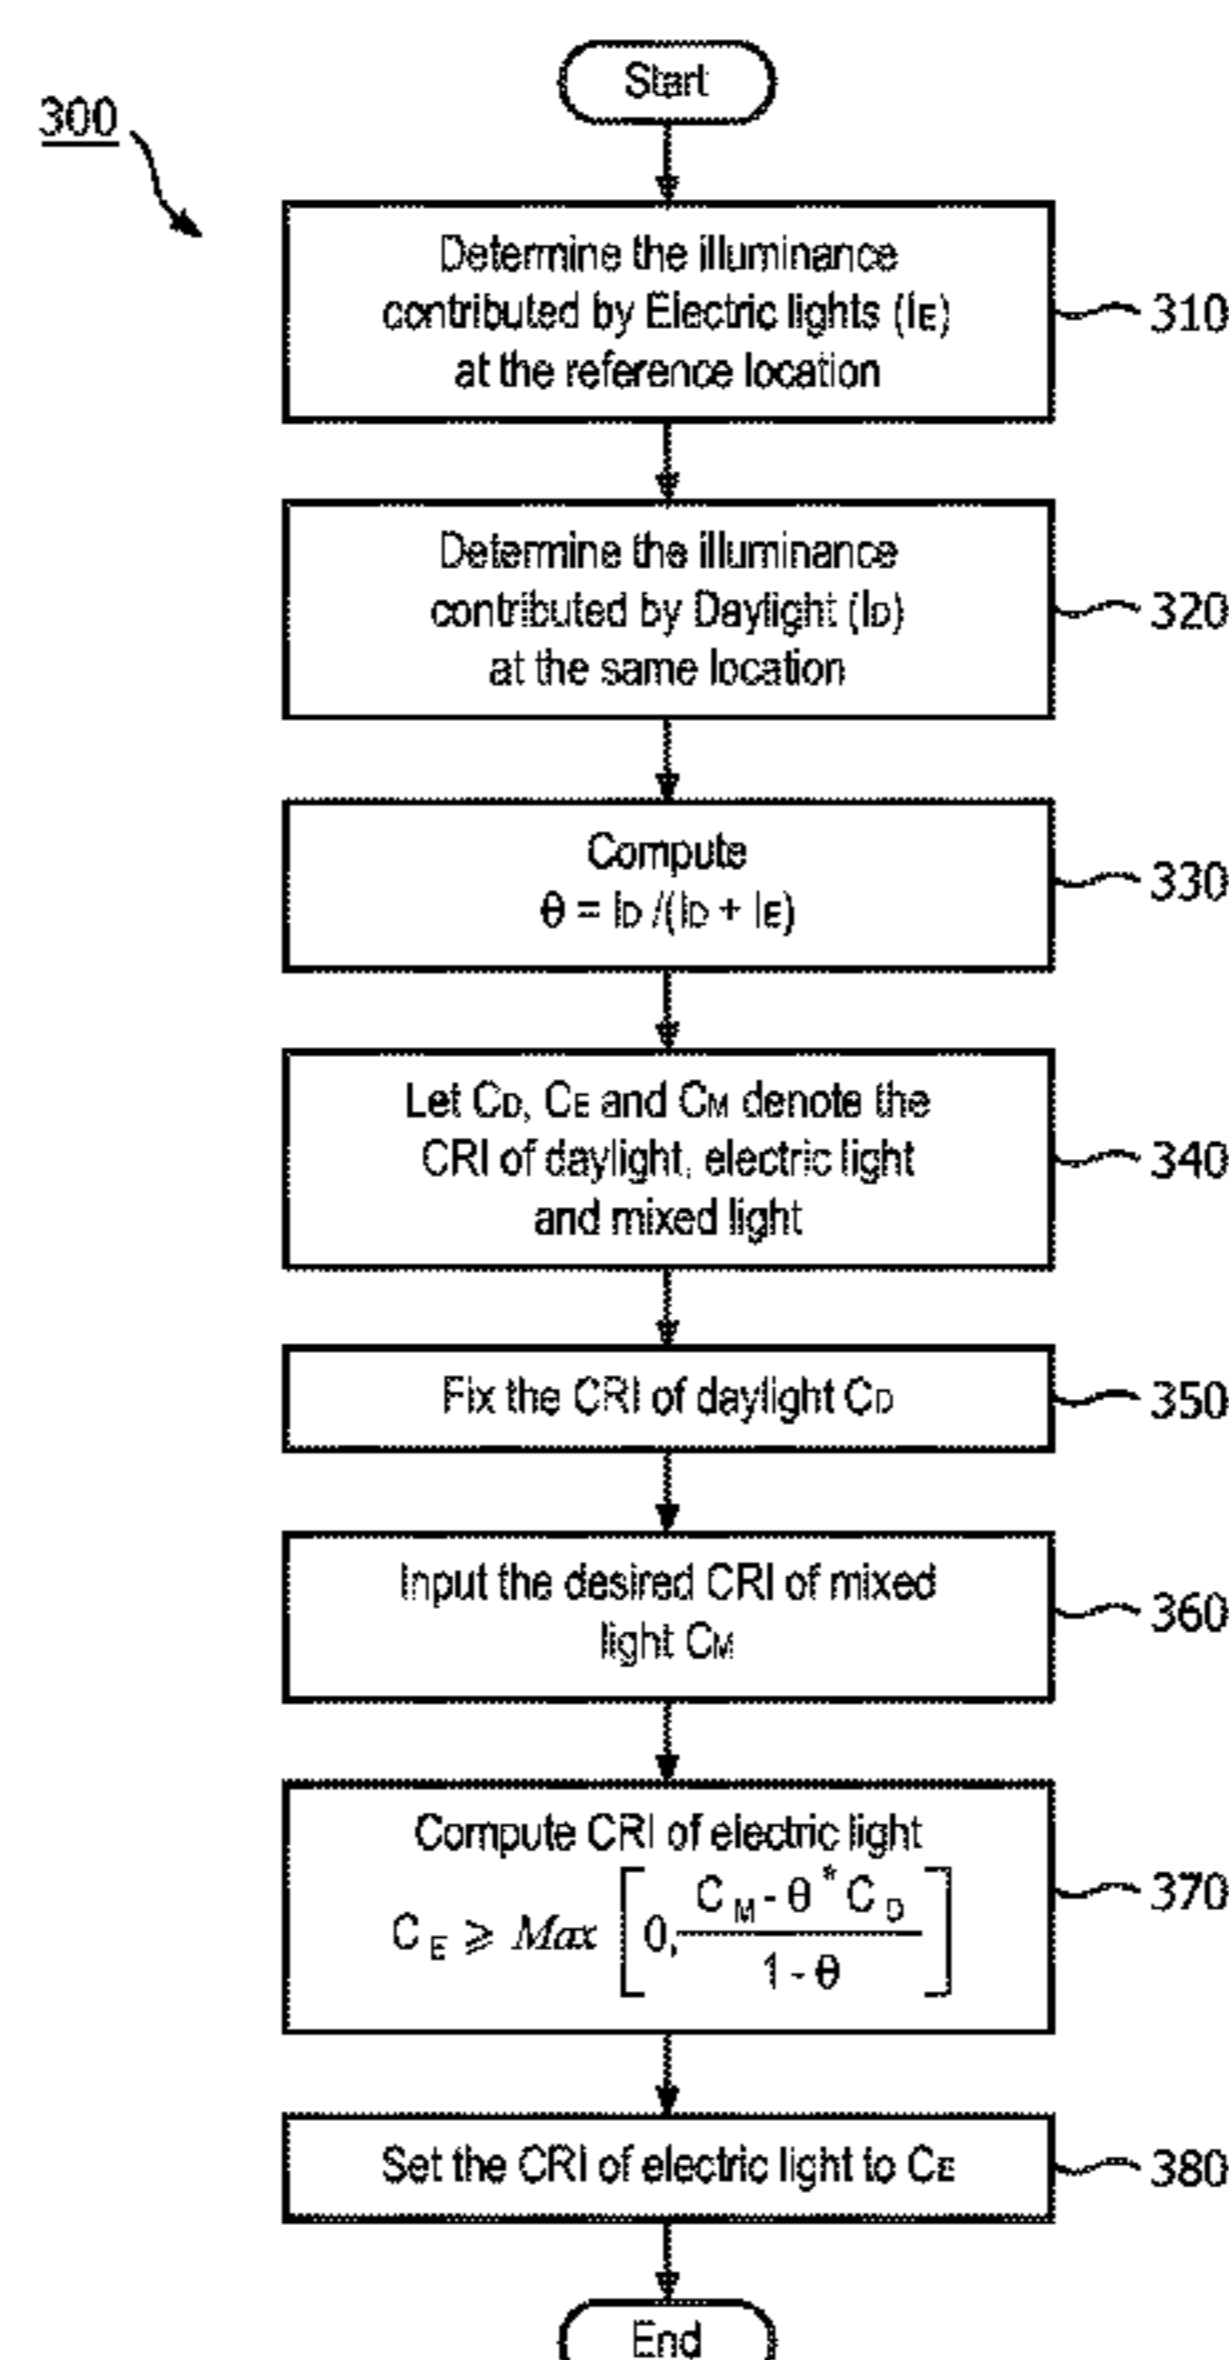 Start
300
Determine the illuminance
contributed by Electric lights (IE)
at the reference location
310
Determine the illuminance
contributed by Daylight (ID)
at the same location
320
Compute
θ = ID /(ID + IE)
330
Let CD, CE and CM denote the
CRI of daylight, electric light
and mixed light
340
Fix the CRI of daylight CD
350
Input the desired CRI of mixed
light CM
360
Compute CRI of electric light
C E ⩾ Max [ 0, C M - θ * C D / 1 - θ ]
370
Set the CRI of electric light to CE
380
End